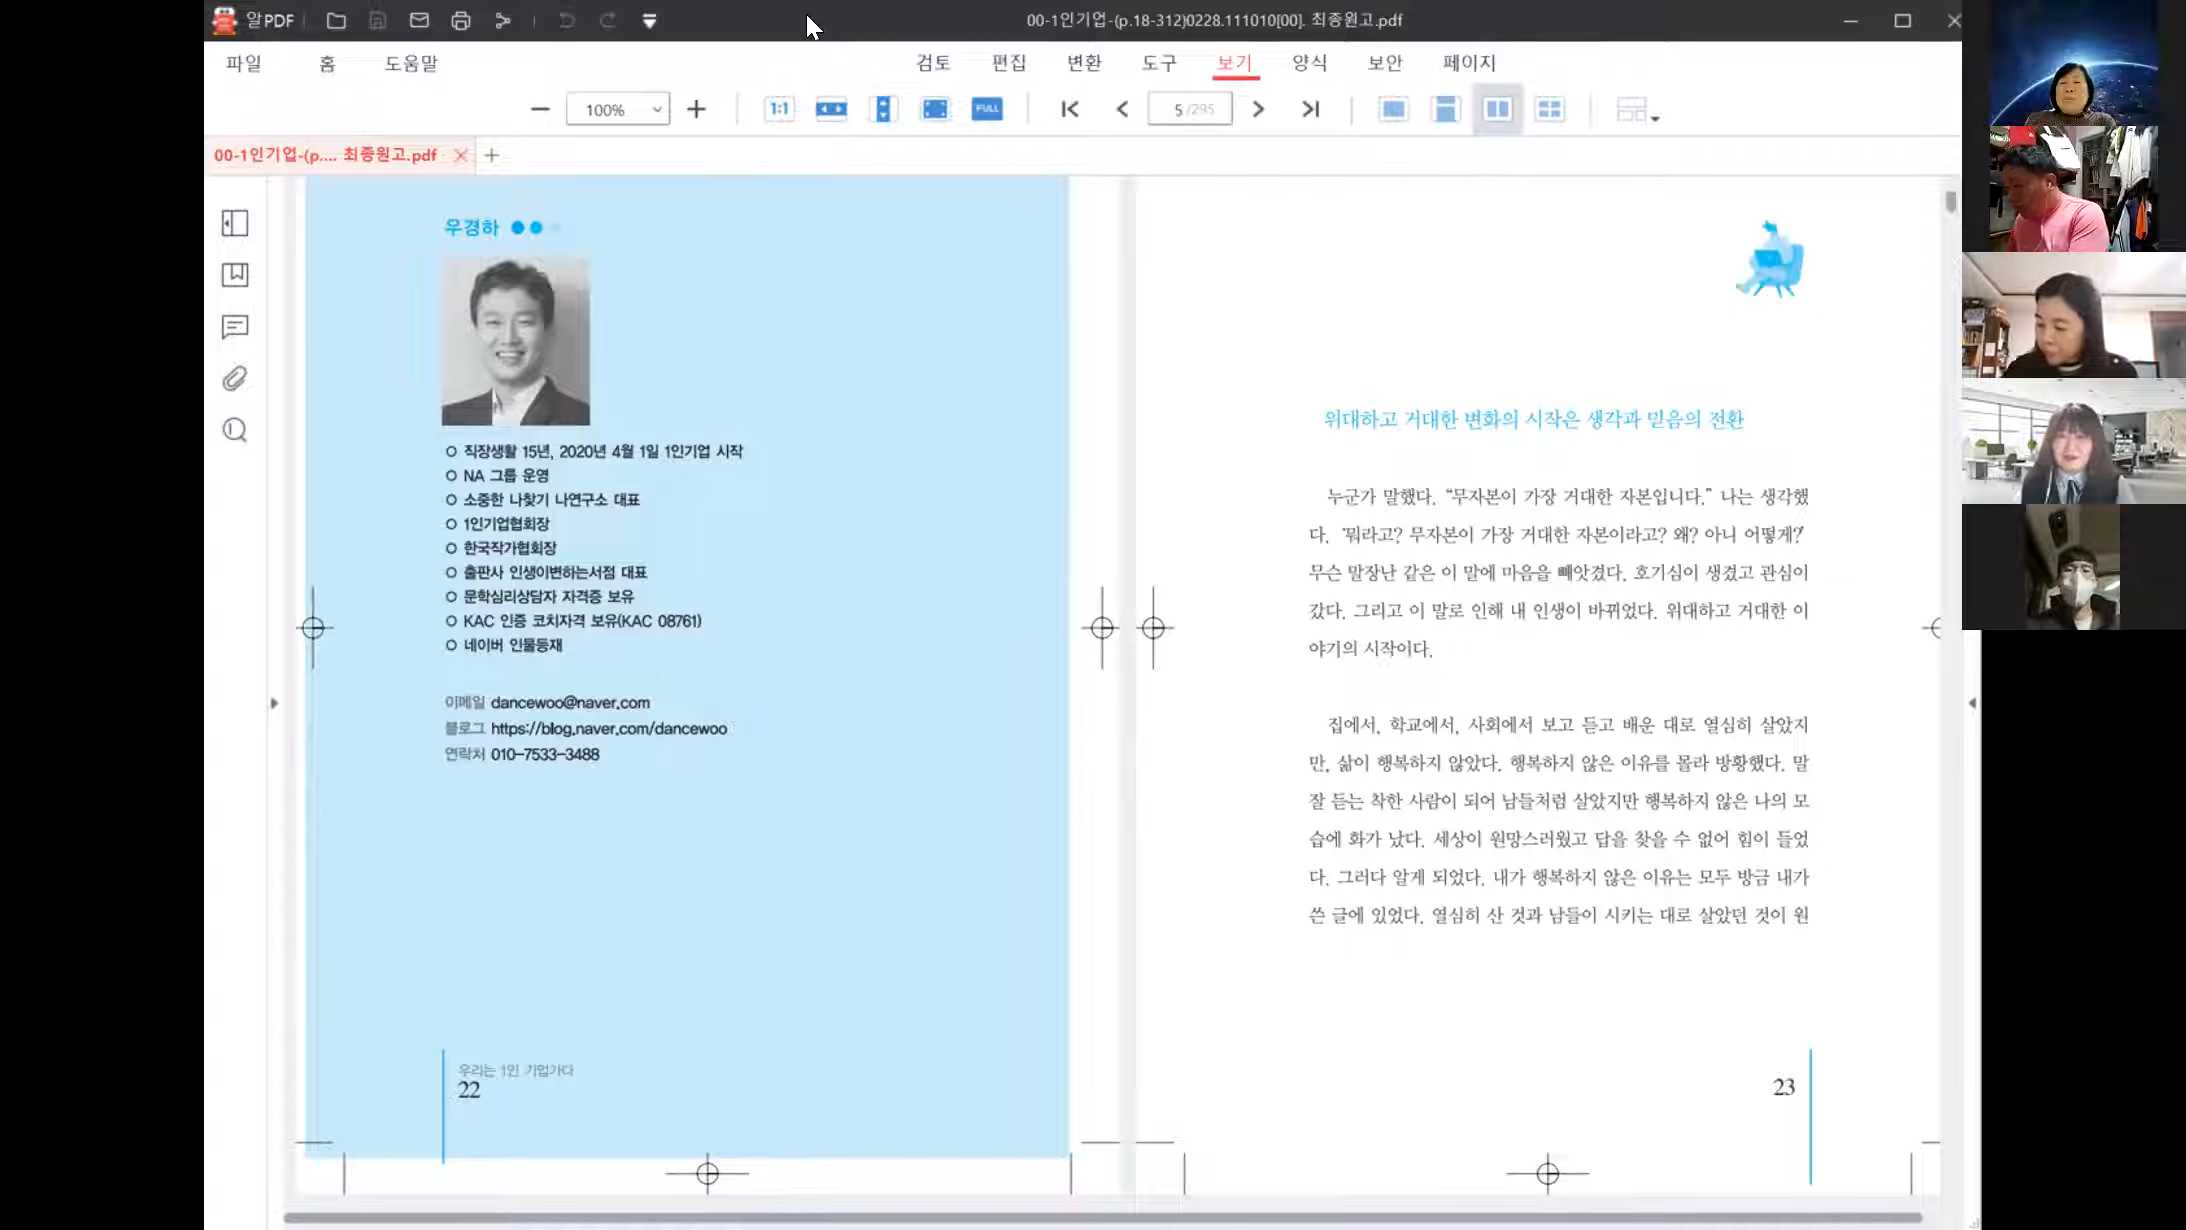 알PDF
00-1인기업-(p.18-312)0228.111010[00]. 최종원고.pdf
파일 홈 도움말 검토 편집 변환 도구 보기 양식 보안 페이지
100% 1:1 FULL 5 /295
00-1인기업-(p.... 최종원고.pdf
우경하
직장생활 15년, 2020년 4월 1일 1인기업 시작
NA 그룹 운영
소중한 나찾기 나연구소 대표
1인기업협회장
한국작가협회장
출판사 인생이변하는서점 대표
문학심리상담자 자격증 보유
KAC 인증 코치자격 보유(KAC 08761)
네이버 인물등재
이메일 dancewoo@naver.com
블로그 https://blog.naver.com/dancewoo
연락처 010-7533-3488
우리는 1인 기업가다
22
위대하고 거대한 변화의 시작은 생각과 믿음의 전환
누군가 말했다. “무자본이 가장 거대한 자본입니다.” 나는 생각했
다. ‘뭐라고? 무자본이 가장 거대한 자본이라고? 왜? 아니 어떻게?’
무슨 말장난 같은 이 말에 마음을 빼앗겼다. 호기심이 생겼고 관심이
갔다. 그리고 이 말로 인해 내 인생이 바뀌었다. 위대하고 거대한 이
야기의 시작이다.
집에서, 학교에서, 사회에서 보고 듣고 배운 대로 열심히 살았지
만, 삶이 행복하지 않았다. 행복하지 않은 이유를 몰라 방황했다. 말
잘 듣는 착한 사람이 되어 남들처럼 살았지만 행복하지 않은 나의 모
습에 화가 났다. 세상이 원망스러웠고 답을 찾을 수 없어 힘이 들었
다. 그러다 알게 되었다. 내가 행복하지 않은 이유는 모두 방금 내가
쓴 글에 있었다. 열심히 산 것과 남들이 시키는 대로 살았던 것이 원
23